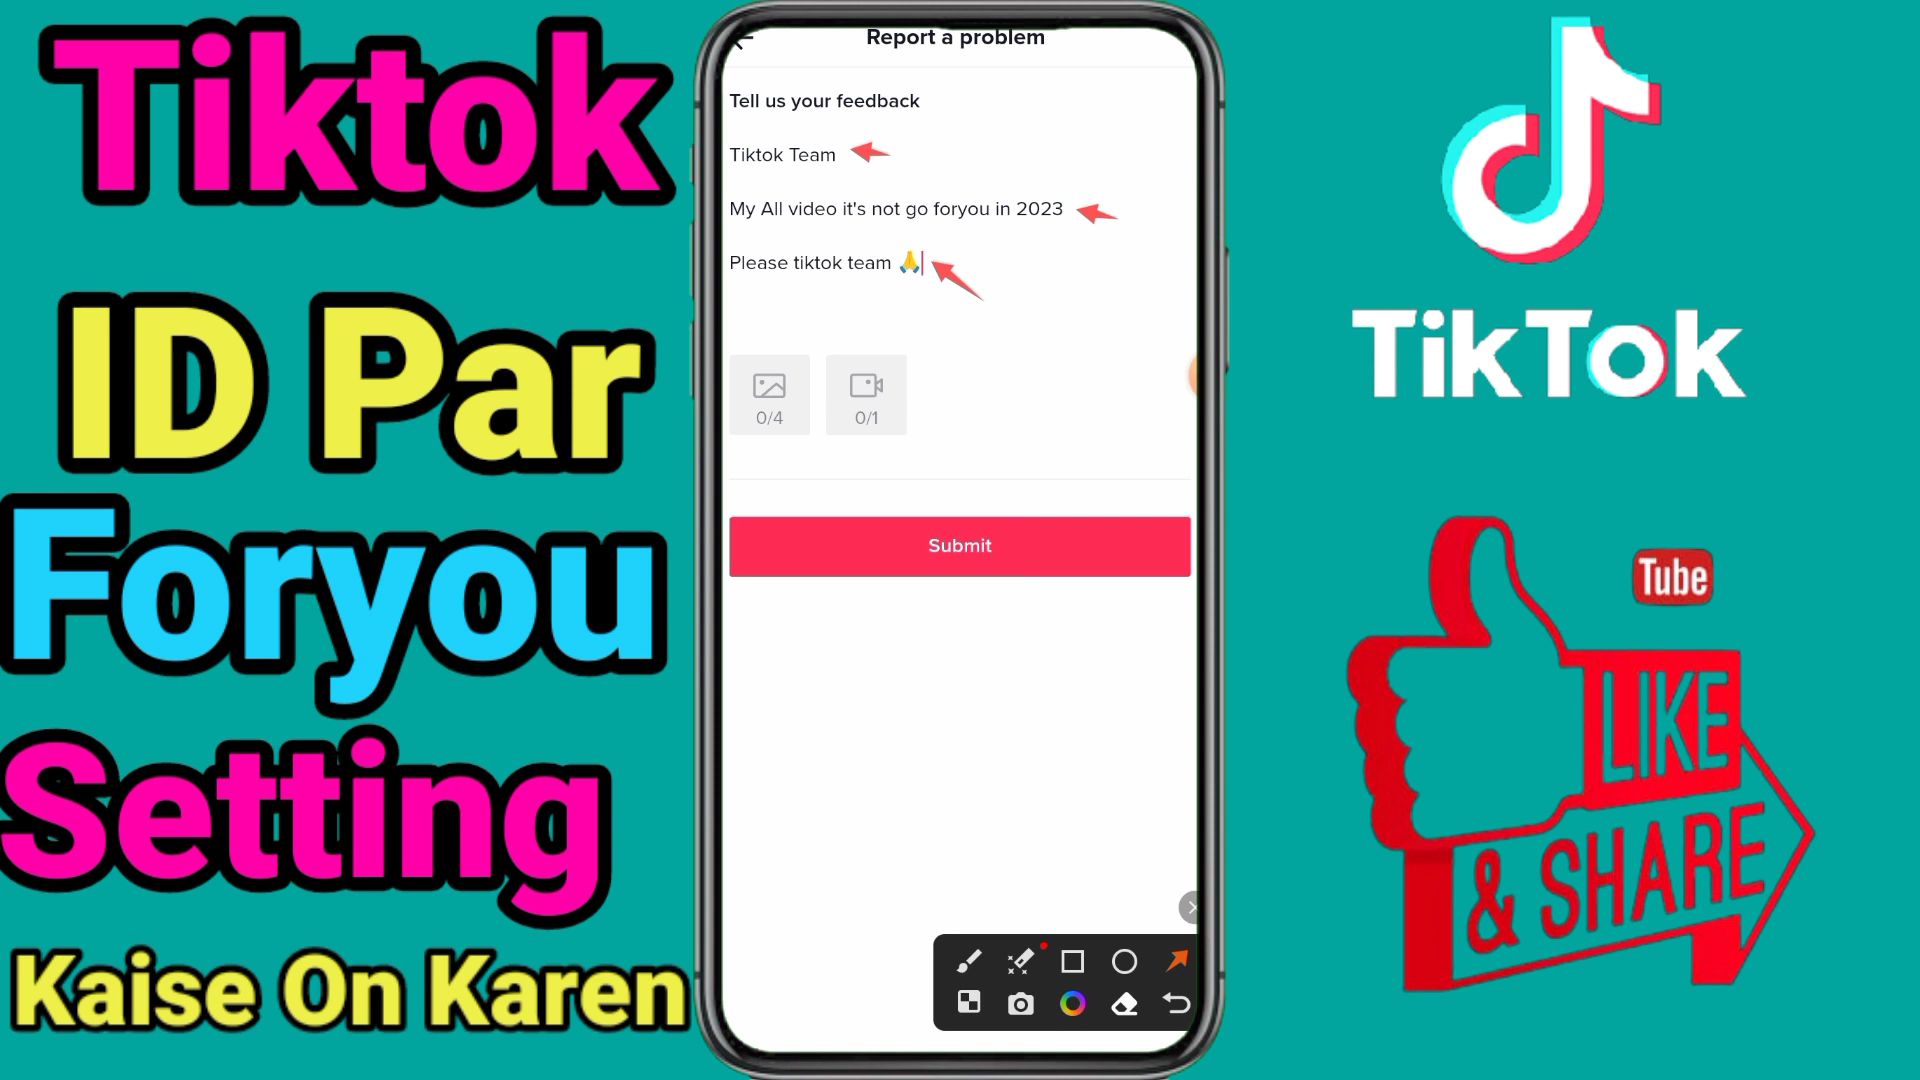 Tiktok
ID Par
Foryou
Setting
Kaise On Karen
Report a problem
Tell us your feedback
Tiktok Team
My All video it's not go foryou in 2023
Please tiktok team 🙏
0/4
0/1
Submit
TikTok
Tube
LIKE
& SHARE